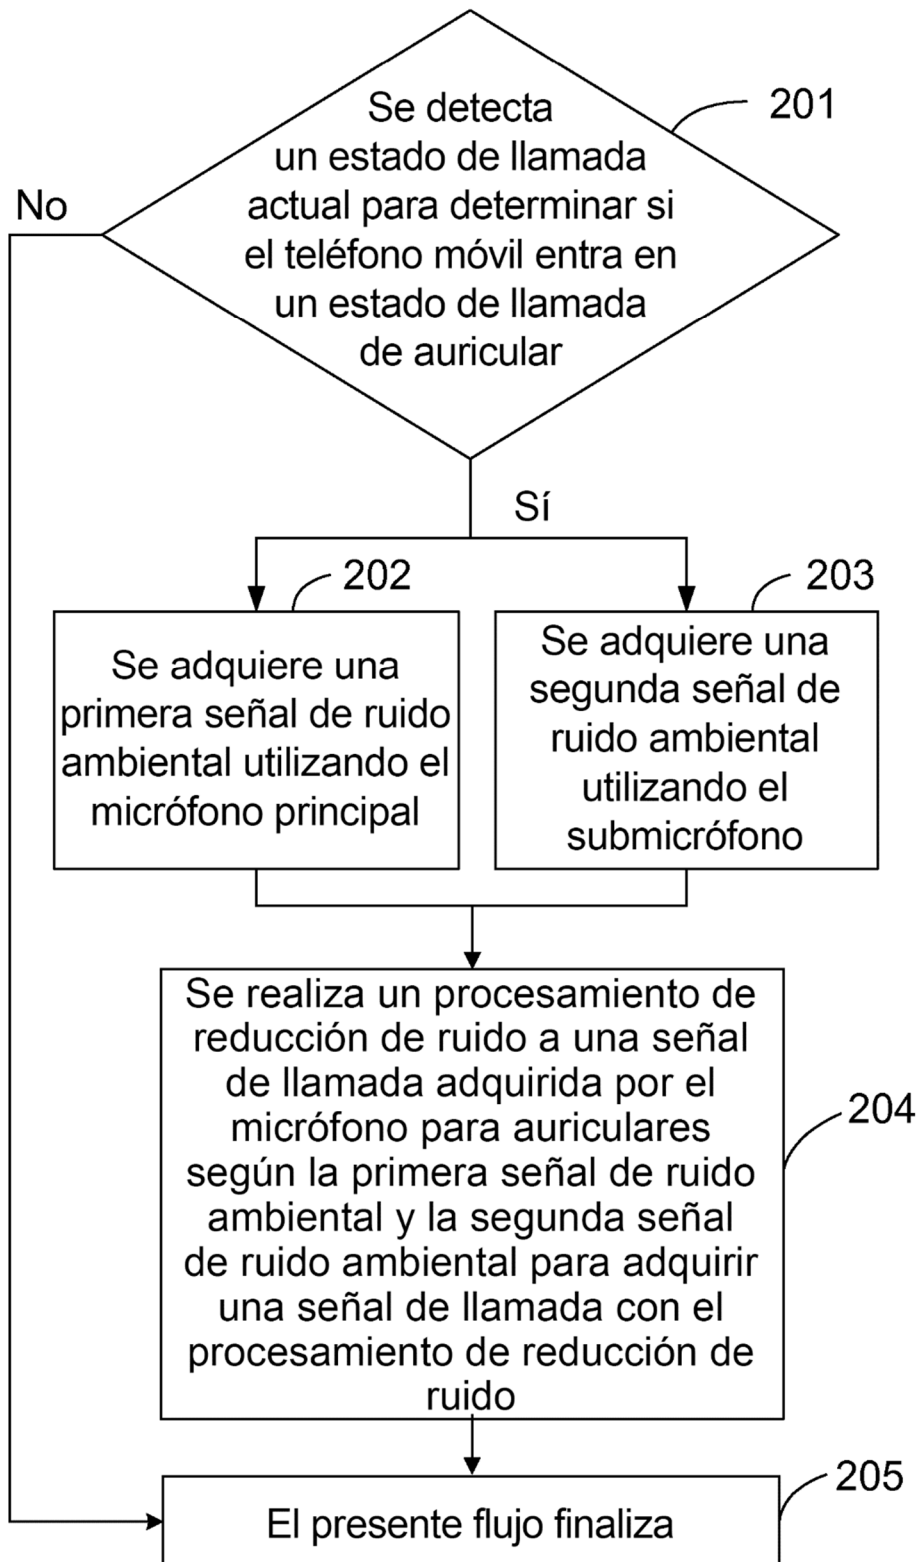 Se detecta
un estado de llamada
actual para determinar si
el teléfono móvil entra en
un estado de llamada
de auricular
201
No
Sí
202
203
Se adquiere una
primera señal de ruido
ambiental utilizando el
micrófono principal
Se adquiere una
segunda señal de
ruido ambiental
utilizando el
submicrófono
Se realiza un procesamiento de
reducción de ruido a una señal
de llamada adquirida por el
micrófono para auriculares
según la primera señal de ruido
ambiental y la segunda señal
de ruido ambiental para adquirir
una señal de llamada con el
procesamiento de reducción de
ruido
204
205
El presente flujo finaliza